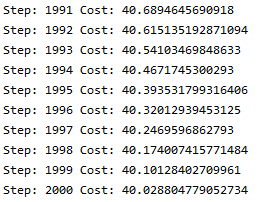 Step: 1991 Cost: 40.6894645690918
Step: 1992 Cost: 40.615135192871094
Step: 1993 Cost: 40.54103469848633
Step: 1994 Cost: 40.4671745300293
Step: 1995 Cost: 40.393531799316406
Step: 1996 Cost: 40.32012939453125
Step: 1997 Cost: 40.2469596862793
Step: 1998 Cost: 40.174007415771484
Step: 1999 Cost: 40.10128402709961
Step: 2000 Cost: 40.028804779052734